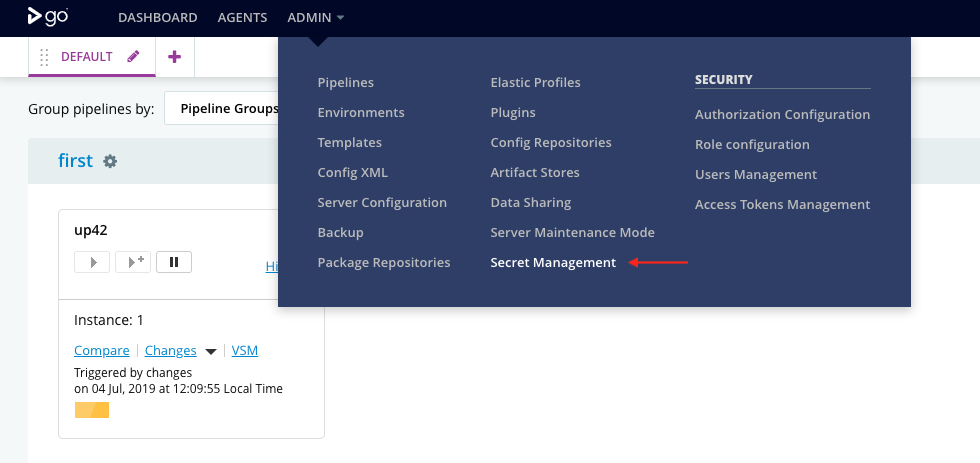 go
DASHBOARD AGENTS ADMIN
DEFAULT +
Group pipelines by: Pipeline Groups
first
up42
Hi
Instance: 1
Compare Changes VSM
Triggered by changes
on 04 Jul, 2019 at 12:09:55 Local Time
Pipelines
Environments
Templates
Config XML
Server Configuration
Backup
Package Repositories
Elastic Profiles
Plugins
Config Repositories
Artifact Stores
Data Sharing
Server Maintenance Mode
Secret Management
SECURITY
Authorization Configuration
Role configuration
Users Management
Access Tokens Management